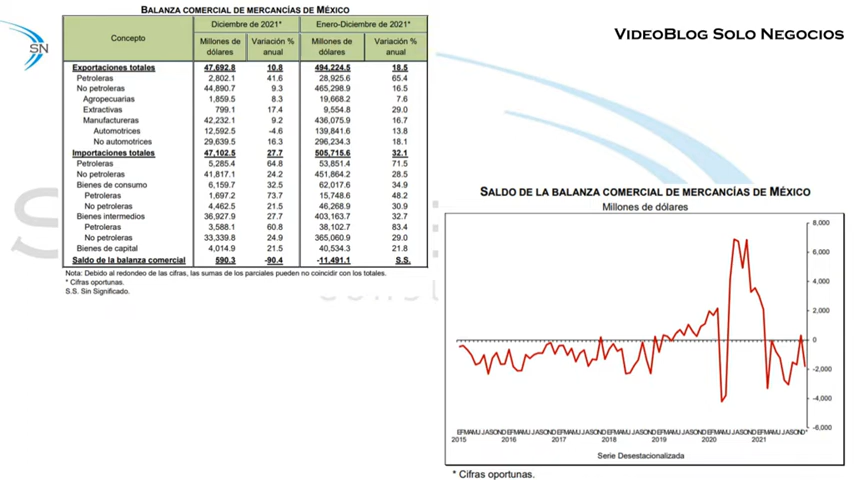 BALANZA COMERCIAL DE MERCANCÍAS DE MÉXICO
Diciembre de 2021* Enero-Diciembre de 2021*
Concepto Millones de dólares Variación % anual Millones de dólares Variación % anual
Exportaciones totales 47,692.8 10.8 494,224.5 18.5
Petroleras 2,802.1 41.6 28,925.6 65.4
No petroleras 44,890.7 9.3 465,298.9 16.5
Agropecuarias 1,859.5 8.3 19,668.2 7.6
Extractivas 799.1 17.4 9,554.8 29.0
Manufactureras 42,232.1 9.2 436,075.9 16.7
Automotrices 12,592.5 -4.6 139,841.6 13.8
No automotrices 29,639.5 16.3 296,234.3 18.1
Importaciones totales 47,102.5 27.7 505,715.6 32.1
Petroleras 5,285.4 64.8 53,851.4 71.5
No petroleras 41,817.1 24.2 451,864.2 28.5
Bienes de consumo 6,159.7 32.5 62,017.6 34.9
Petroleras 1,697.2 73.7 15,748.6 48.2
No petroleras 4,462.5 21.5 46,268.9 30.9
Bienes intermedios 36,927.9 27.7 403,163.7 32.7
Petroleras 3,588.1 60.8 38,102.7 83.4
No petroleras 33,339.8 24.9 365,060.9 29.0
Bienes de capital 4,014.9 21.5 40,534.3 21.8
Saldo de la balanza comercial 590.3 -90.4 -11,491.1 S.S.
Nota: Debido al redondeo de las cifras, las sumas de los parciales pueden no coincidir con los totales.
* Cifras oportunas.
S.S. Sin Significado.
SN
VIDEOBLOG SOLO NEGOCIOS
SALDO DE LA BALANZA COMERCIAL DE MERCANCÍAS DE MÉXICO
Millones de dólares
8,000
6,000
4,000
2,000
0
-2,000
-4,000
-6,000
EFMAMJJASOND EFMAMJJASOND EFMAMJJASOND EFMAMJJASOND EFMAMJJASOND EFMAMJJASOND EFMAMJJASOND*
2015 2016 2017 2018 2019 2020 2021
Serie Desestacionalizada
* Cifras oportunas.